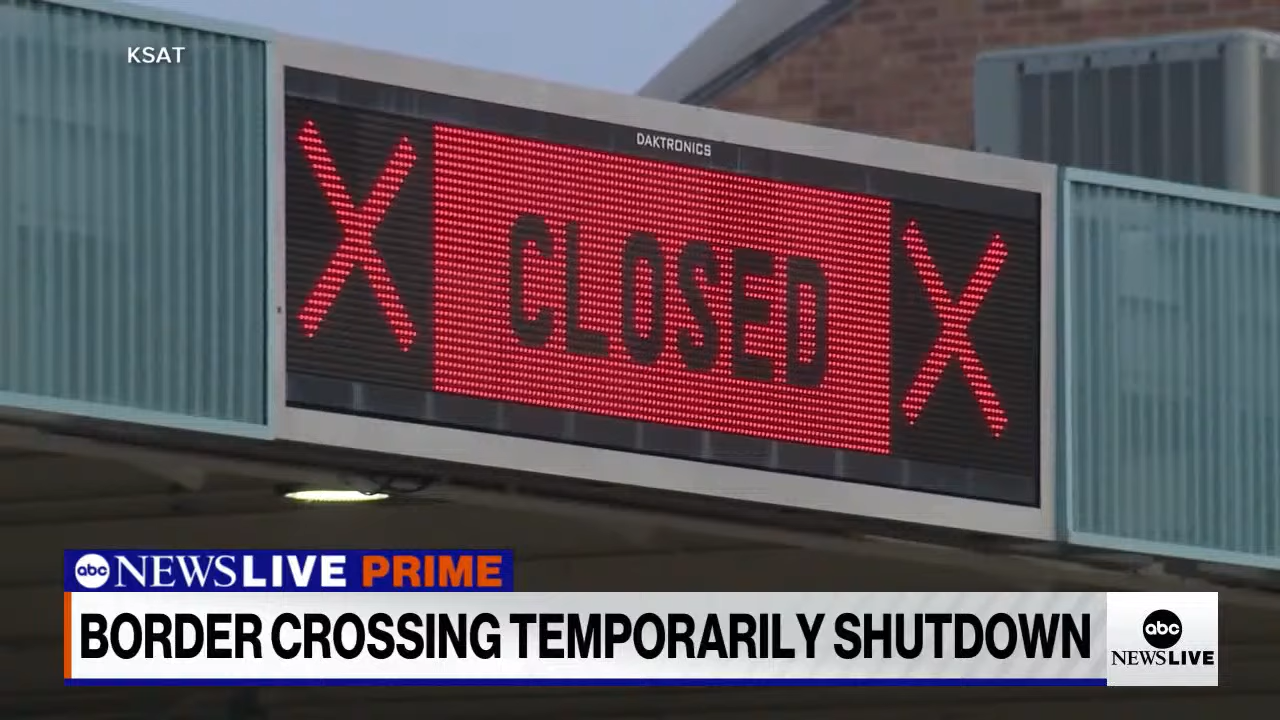 KSAT
DAKTRONICS
X CLOSED X
abc NEWS LIVE PRIME
BORDER CROSSING TEMPORARILY SHUTDOWN
abc
NEWS LIVE